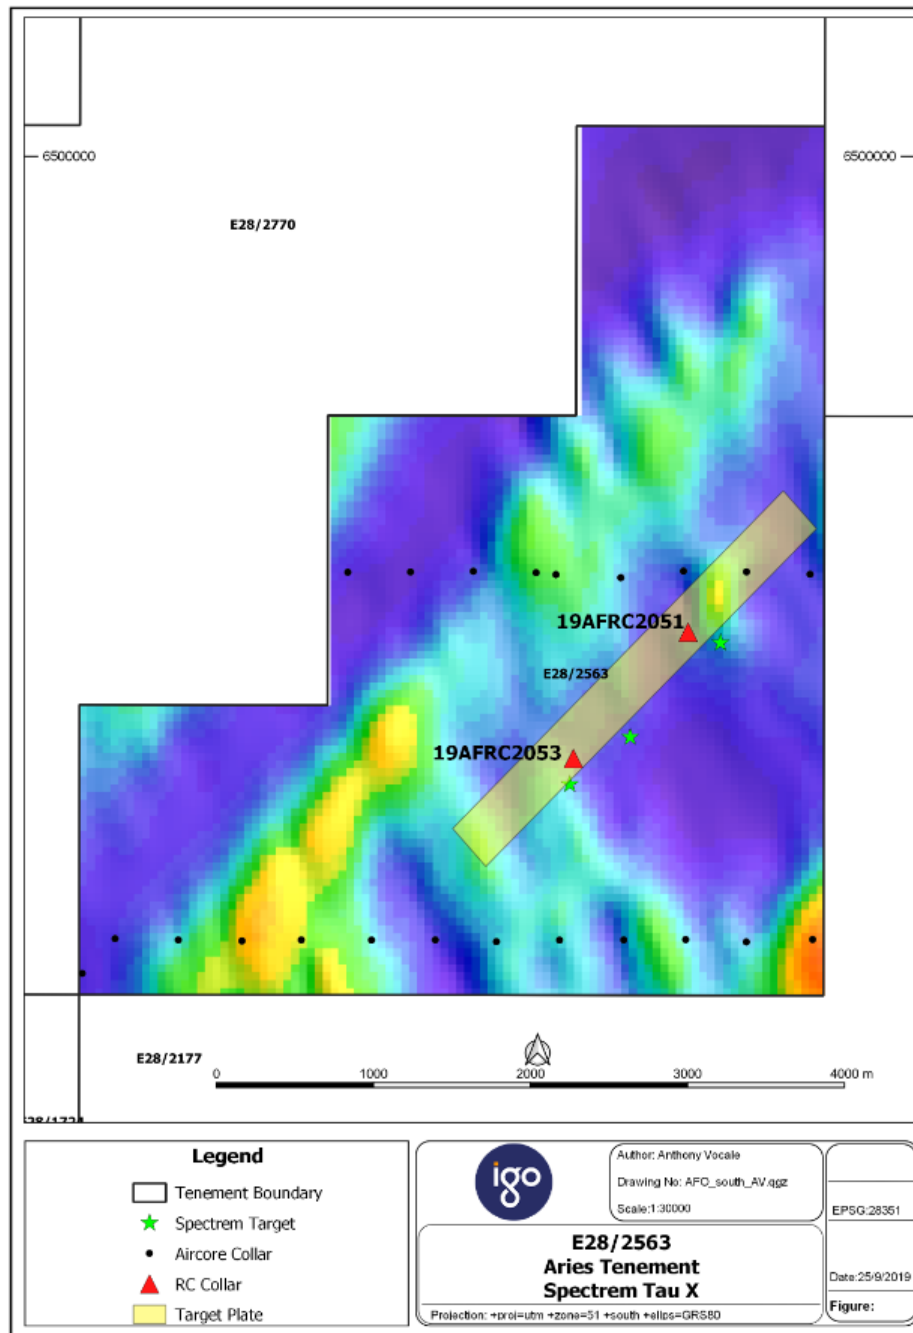 6500000
6500000
E28/2770
19AFRC2051
E28/2563
19AFRC2053
E28/2177
0 1000 2000 3000 4000 m
Legend
Tenement Boundary
Spectrem Target
Aircore Collar
RC Collar
Target Plate
igo
Author: Anthony Vocale
Drawing No: AFO_south_AV.qgz
Scale:1:30000
EPSG:28351
E28/2563
Aries Tenement
Spectrem Tau X
Date:25/9/2019
Figure:
Projection: +proj=utm +zone=51 +south +ellps=GRS80